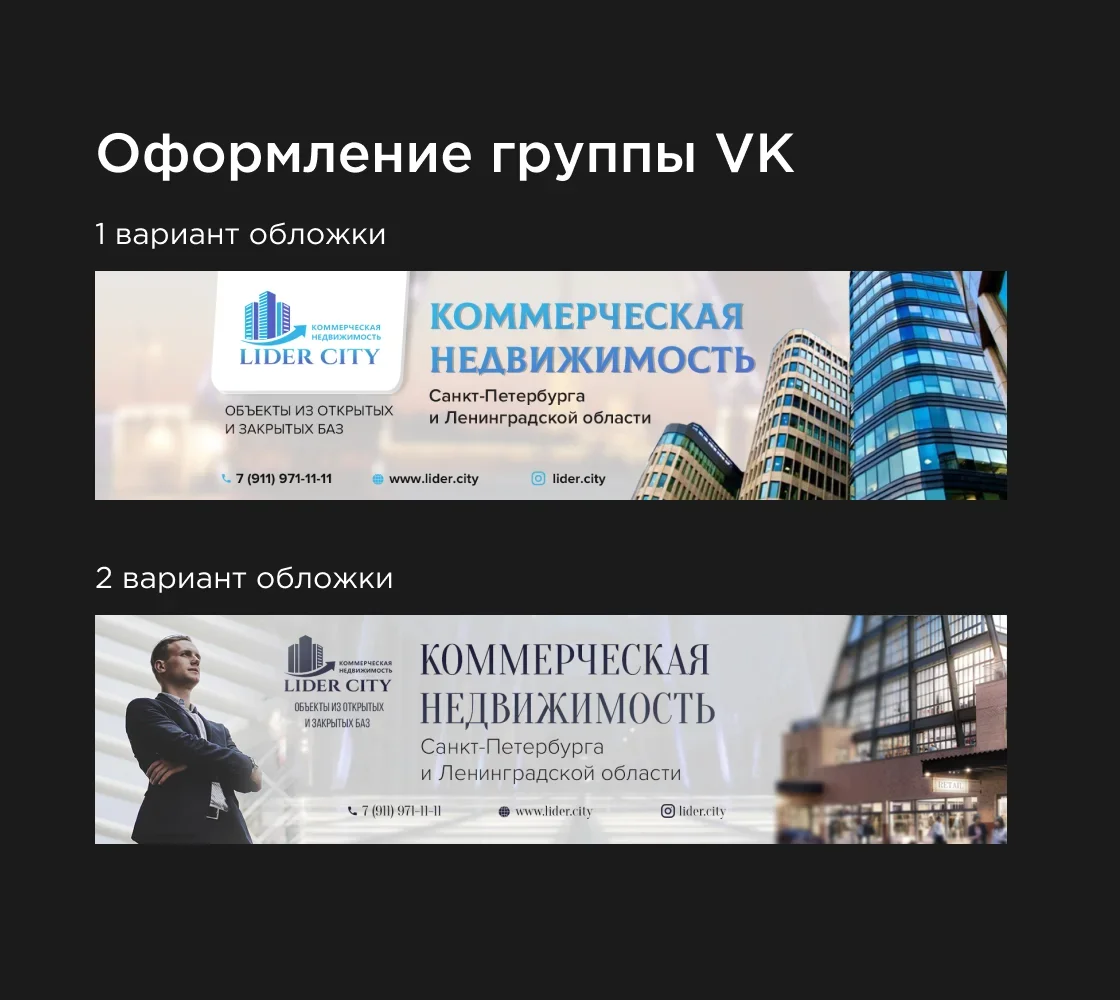 Оформление группы VK
1 вариант обложки
КОММЕРЧЕСКАЯ
НЕДВИЖИМОСТЬ
LIDER CITY
ОБЪЕКТЫ ИЗ ОТКРЫТЫХ
И ЗАКРЫТЫХ БАЗ
КОММЕРЧЕСКАЯ
НЕДВИЖИМОСТЬ
Санкт-Петербурга
и Ленинградской области
7 (911) 971-11-11
www.lider.city
lider.city
2 вариант обложки
КОММЕРЧЕСКАЯ
НЕДВИЖИМОСТЬ
LIDER CITY
ОБЪЕКТЫ ИЗ ОТКРЫТЫХ
И ЗАКРЫТЫХ БАЗ
КОММЕРЧЕСКАЯ
НЕДВИЖИМОСТЬ
Санкт-Петербурга
и Ленинградской области
7 (911) 971-11-11
www.lider.city
lider.city